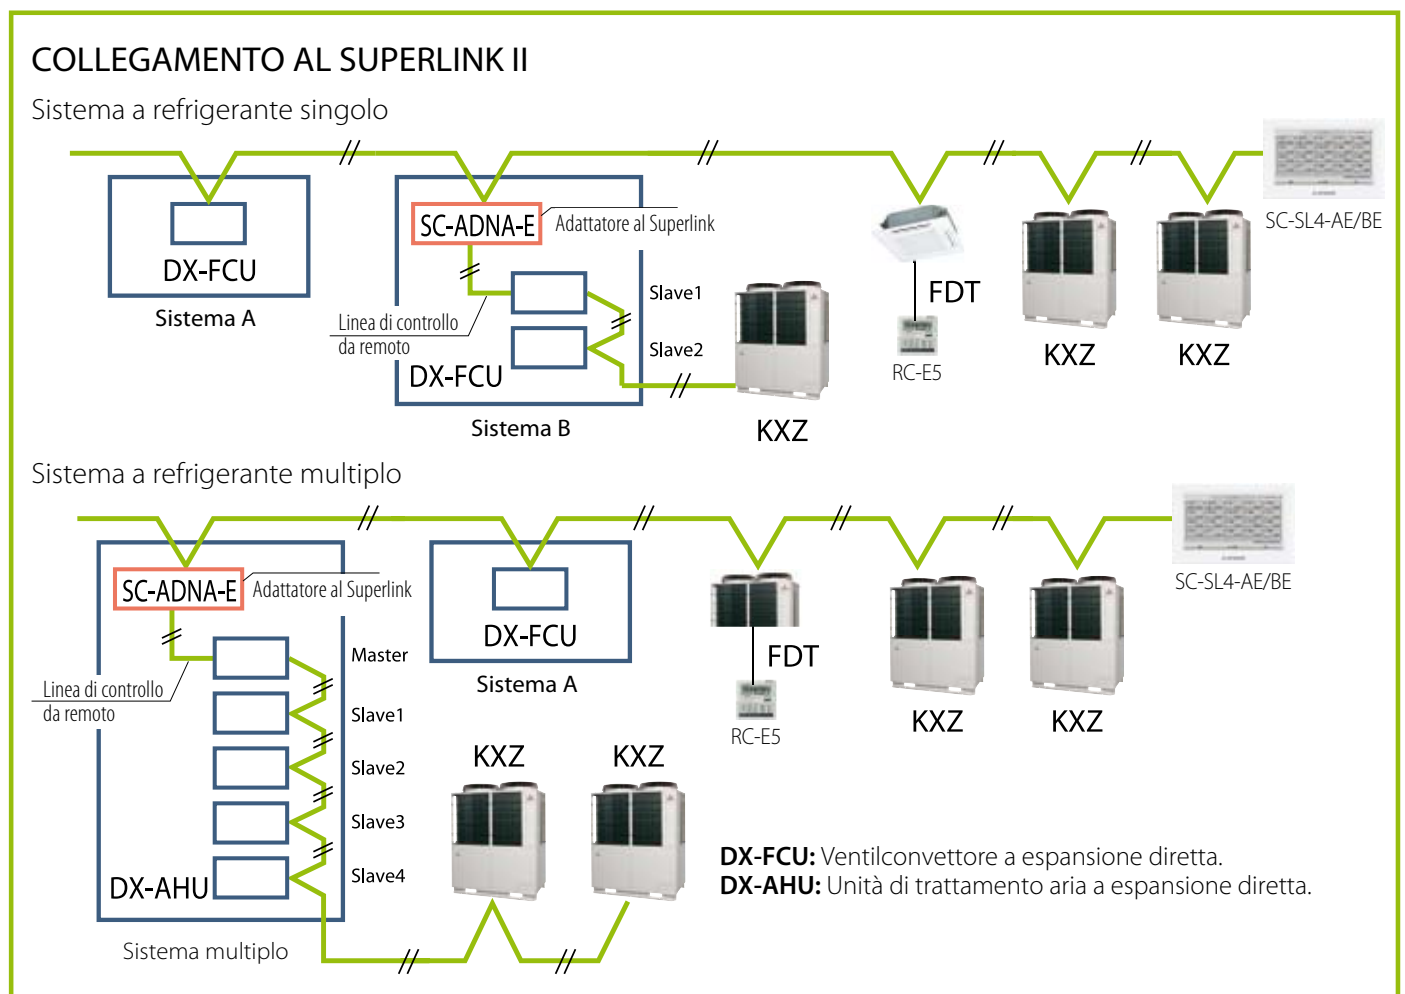 COLLEGAMENTO AL SUPERLINK II
Sistema a refrigerante singolo
SC-SL4-AE/BE
SC-ADNA-E
Adattatore al Superlink
DX-FCU
Sistema A
Slave1
Linea di controllo
da remoto
Slave2
DX-FCU
Sistema B
KXZ
FDT
RC-E5
KXZ
KXZ
Sistema a refrigerante multiplo
SC-SL4-AE/BE
SC-ADNA-E
Adattatore al Superlink
DX-FCU
Sistema A
Master
Linea di controllo
da remoto
Slave1
Slave2
Slave3
Slave4
DX-AHU
Sistema multiplo
FDT
RC-E5
KXZ
KXZ
KXZ
KXZ
DX-FCU: Ventilconvettore a espansione diretta.
DX-AHU: Unità di trattamento aria a espansione diretta.